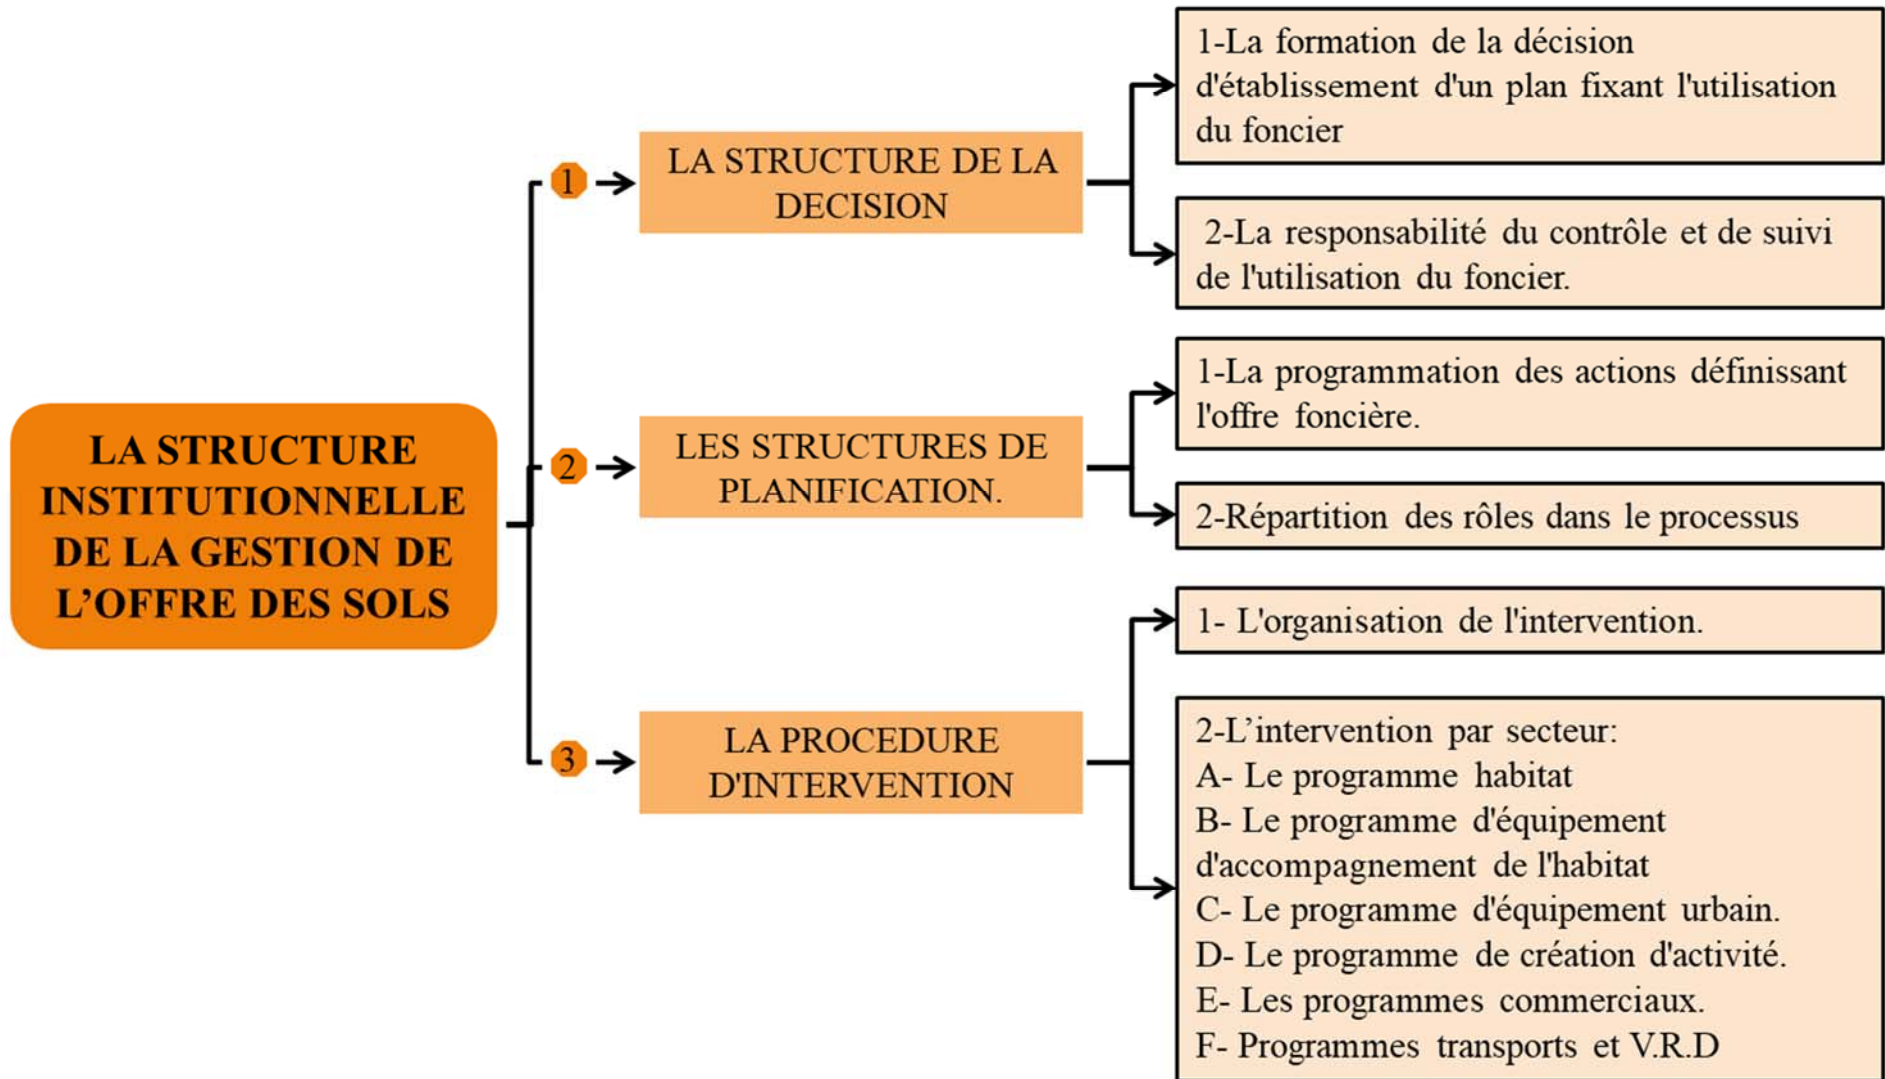 LA STRUCTURE
INSTITUTIONNELLE
DE LA GESTION DE
L’OFFRE DES SOLS
1
LA STRUCTURE DE LA
DECISION
1-La formation de la décision
d'établissement d'un plan fixant l'utilisation
du foncier
2-La responsabilité du contrôle et de suivi
de l'utilisation du foncier.
2
LES STRUCTURES DE
PLANIFICATION.
1-La programmation des actions définissant
l'offre foncière.
2-Répartition des rôles dans le processus
3
LA PROCEDURE
D'INTERVENTION
1- L'organisation de l'intervention.
2-L’intervention par secteur:
A- Le programme habitat
B- Le programme d'équipement
d'accompagnement de l'habitat
C- Le programme d'équipement urbain.
D- Le programme de création d'activité.
E- Les programmes commerciaux.
F- Programmes transports et V.R.D